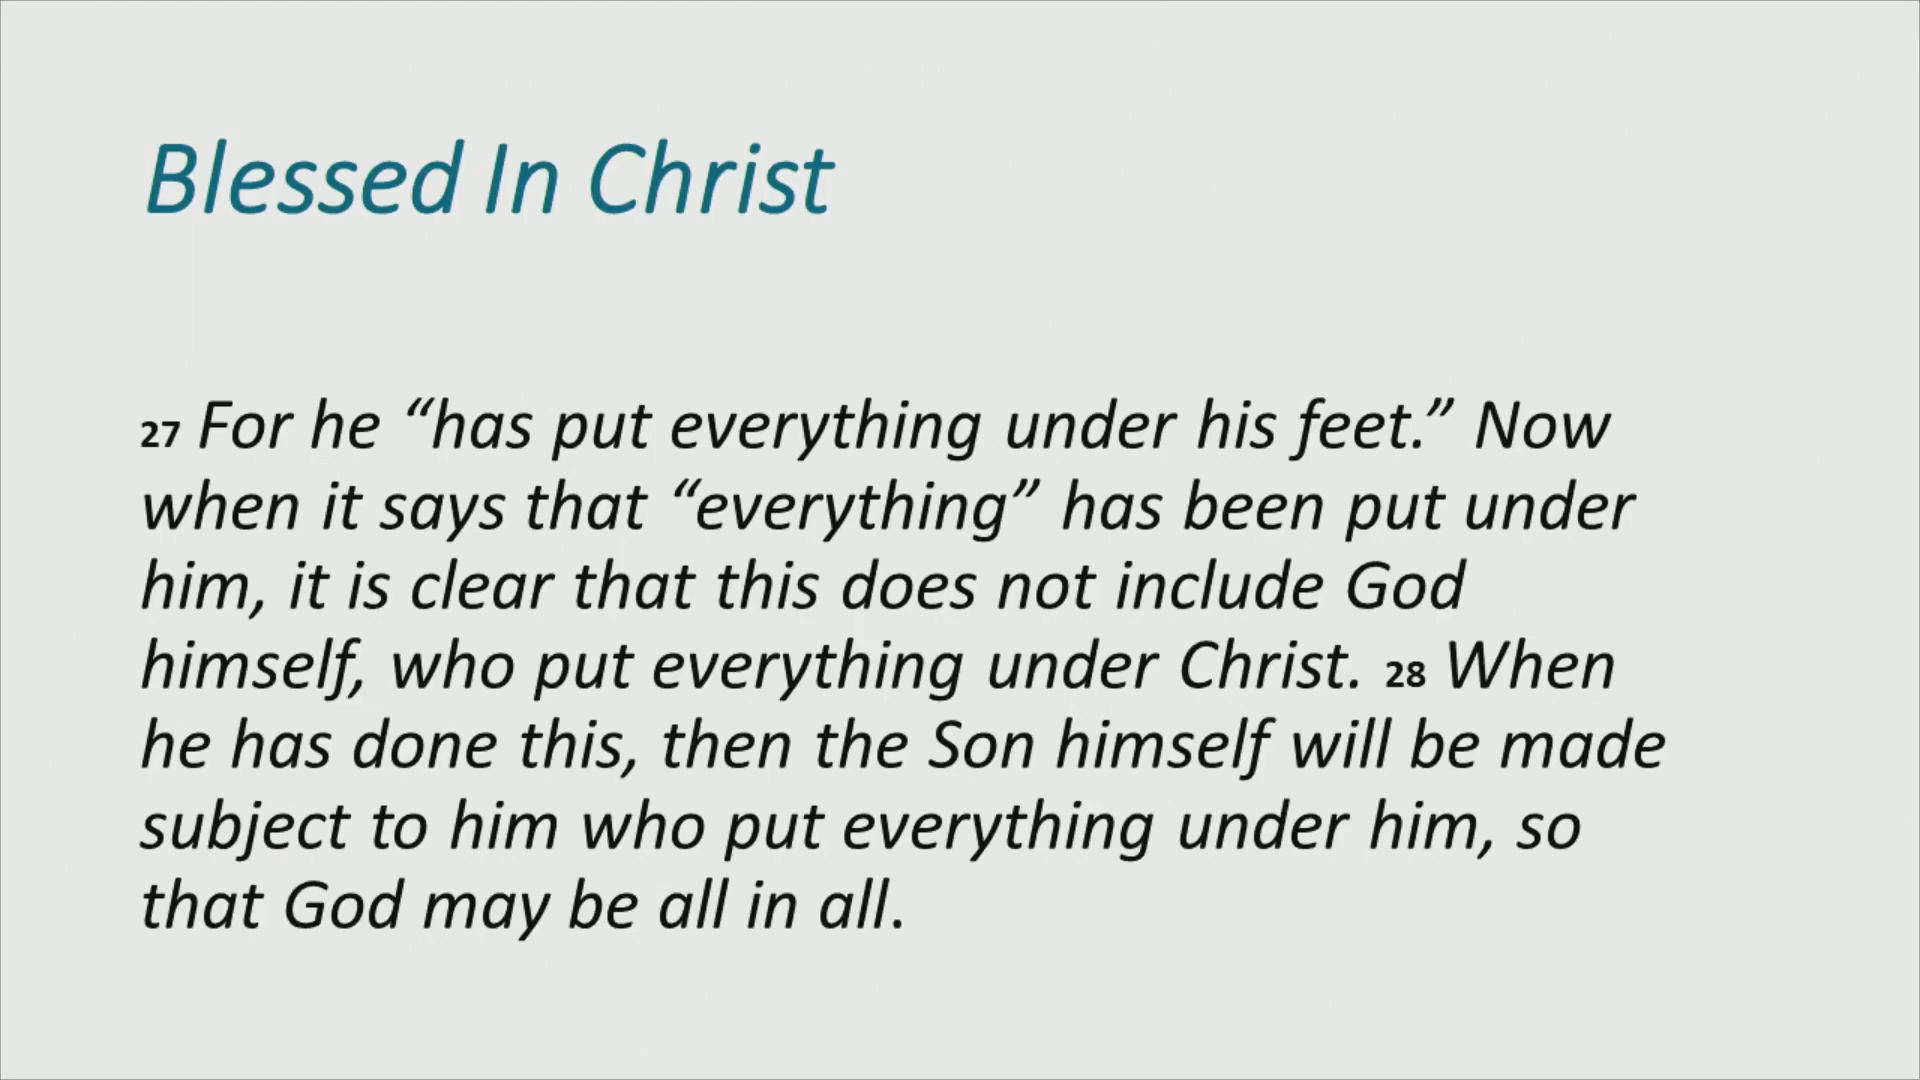 Blessed In Christ
27 For he “has put everything under his feet.” Now
when it says that “everything” has been put under
him, it is clear that this does not include God
himself, who put everything under Christ. 28 When
he has done this, then the Son himself will be made
subject to him who put everything under him, so
that God may be all in all.